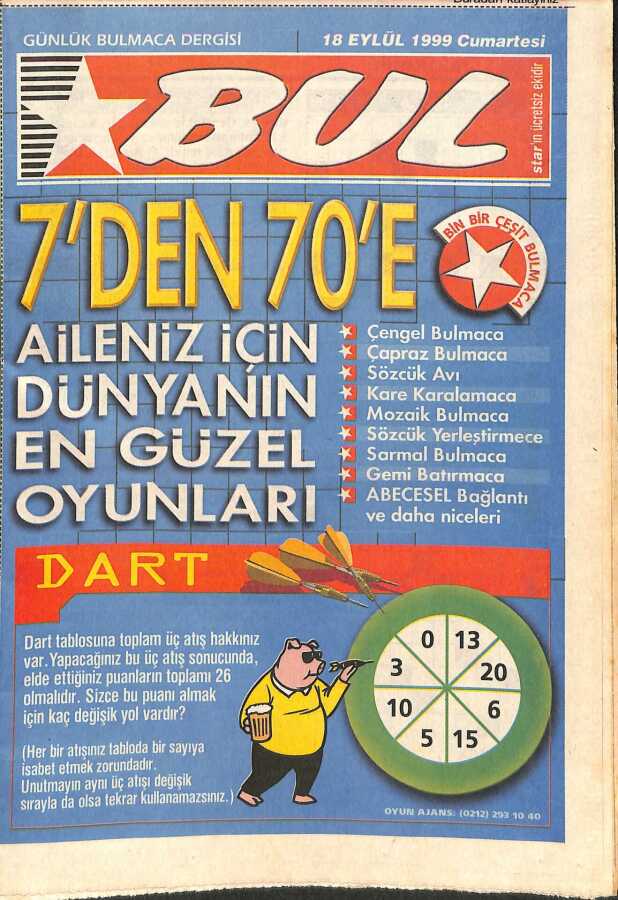 GÜNLÜK BULMACA DERGİSİ
18 EYLÜL 1999 Cumartesi
BUL
star'ın ücretsiz ekidir
7'DEN 70'E
BİN BİR ÇEŞİT BULMACA
AiLENiZ iÇiN
DÜNYANIN
EN GÜZEL
OYUNLARI
Çengel Bulmaca
Çapraz Bulmaca
Sözcük Avı
Kare Karalamaca
Mozaik Bulmaca
Sözcük Yerleştirmece
Sarmal Bulmaca
Gemi Batırmaca
ABECESEL Bağlantı
ve daha niceleri
DART
Dart tablosuna toplam üç atış hakkınız
var. Yapacağınız bu üç atış sonucunda,
elde ettiğiniz puanların toplamı 26
olmalıdır. Sizce bu puanı almak
için kaç değişik yol vardır?
(Her bir atışınız tabloda bir sayıya
isabet etmek zorundadır.
Unutmayın aynı üç atışı değişik
sırayla da olsa tekrar kullanamazsınız.)
0 13
3 20
10 6
5 15
OYUN AJANS: (0212) 293 10 40